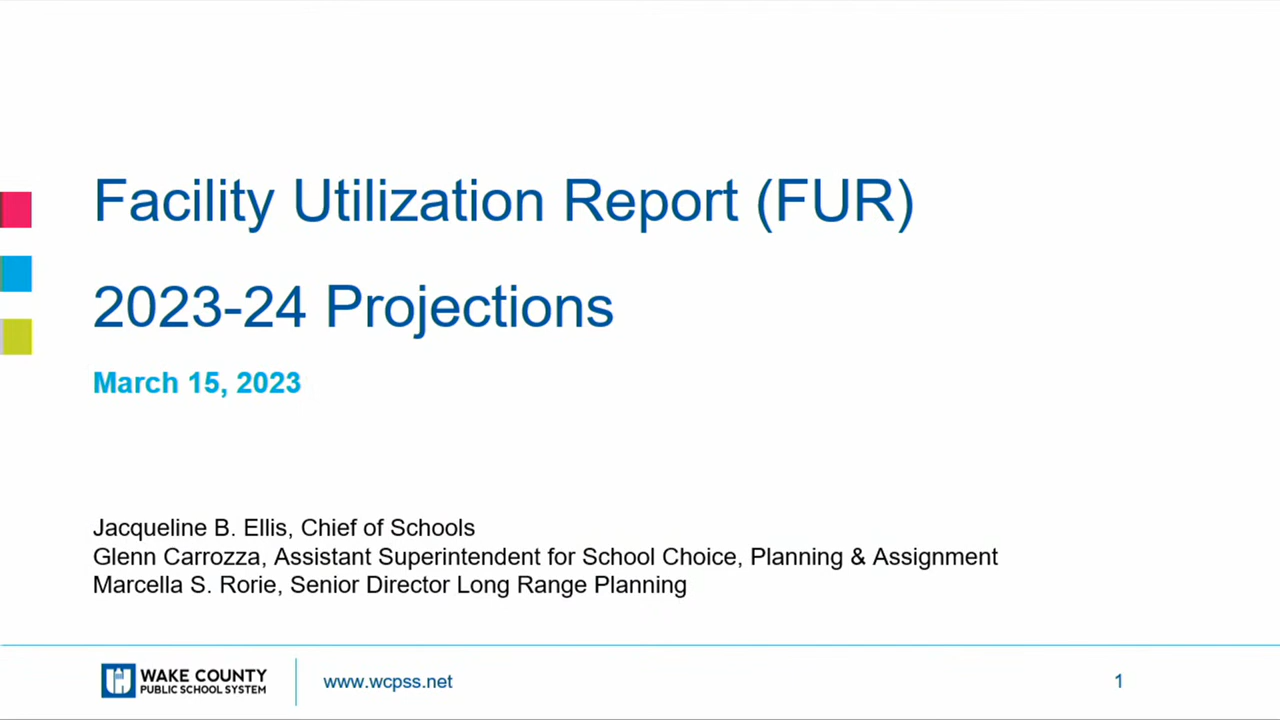 Facility Utilization Report (FUR)
2023-24 Projections
March 15, 2023
Jacqueline B. Ellis, Chief of Schools
Glenn Carrozza, Assistant Superintendent for School Choice, Planning & Assignment
Marcella S. Rorie, Senior Director Long Range Planning
WAKE COUNTY
PUBLIC SCHOOL SYSTEM
www.wcpss.net
1